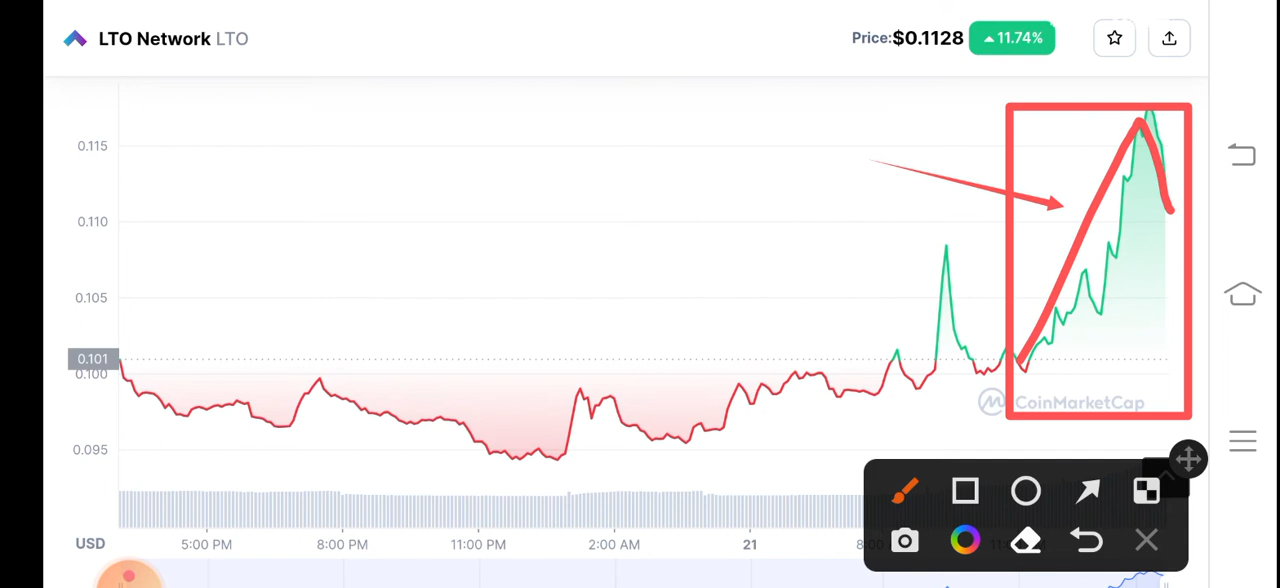 LTO Network LTO
Price:$0.1128 11.74%
0.115
0.110
0.105
0.101
0.100
0.095
CoinMarketCap
USD
5:00 PM 8:00 PM 11:00 PM 2:00 AM 21